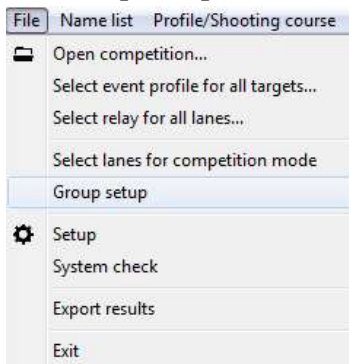 File Name list Profile/Shooting course
Open competition...
Select event profile for all targets...
Select relay for all lanes...
Select lanes for competition mode
Group setup
Setup
System check
Export results
Exit